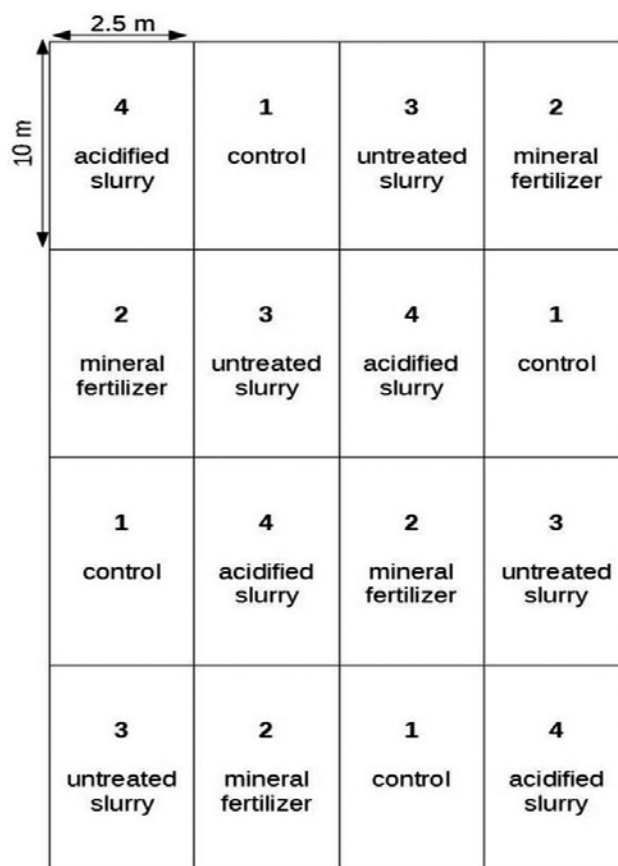 2.5 m
10 m
4
acidified
slurry
1
control
3
untreated
slurry
2
mineral
fertilizer
2
mineral
fertilizer
3
untreated
slurry
4
acidified
slurry
1
control
1
control
4
acidified
slurry
2
mineral
fertilizer
3
untreated
slurry
3
untreated
slurry
2
mineral
fertilizer
1
control
4
acidified
slurry